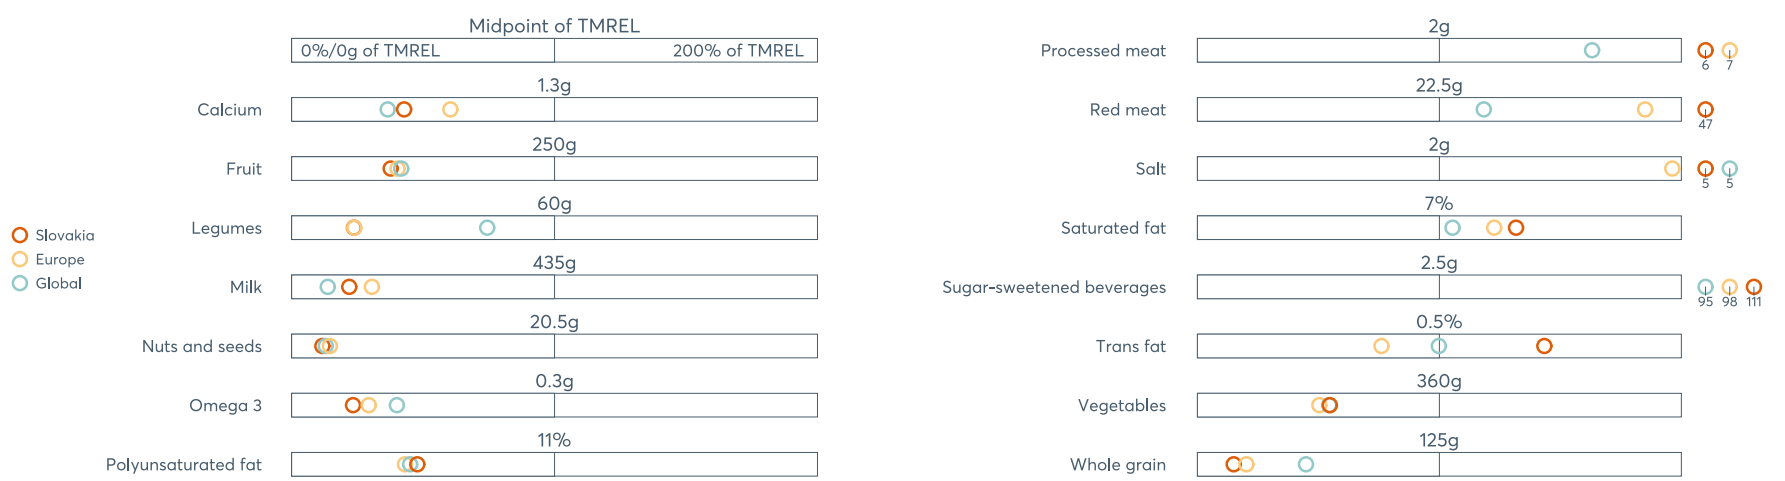 Midpoint of TMREL
0%/0g of TMREL 200% of TMREL
1.3g
Calcium
250g
Fruit
60g
Legumes
435g
Milk
20.5g
Nuts and seeds
0.3g
Omega 3
11%
Polyunsaturated fat
Slovakia
Europe
Global
2g
Processed meat
6 7
22.5g
Red meat
47
2g
Salt
5 5
7%
Saturated fat
2.5g
Sugar-sweetened beverages
95 98 111
0.5%
Trans fat
360g
Vegetables
125g
Whole grain